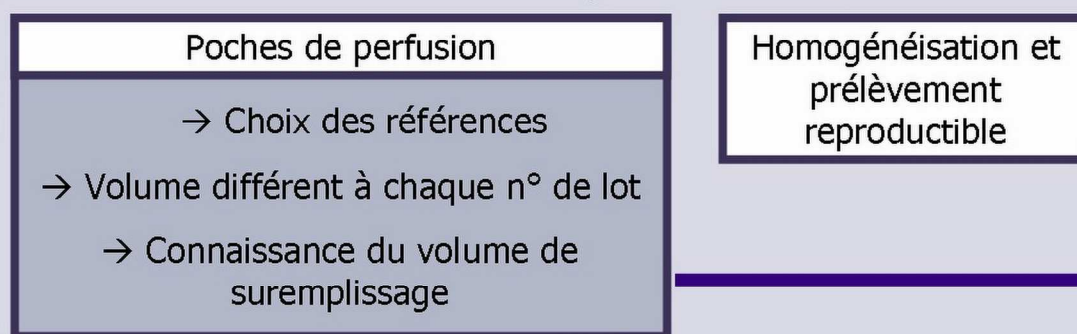 Poches de perfusion
→ Choix des références
→ Volume différent à chaque n° de lot
→ Connaissance du volume de
suremplissage
Homogénéisation et
prélèvement
reproductible